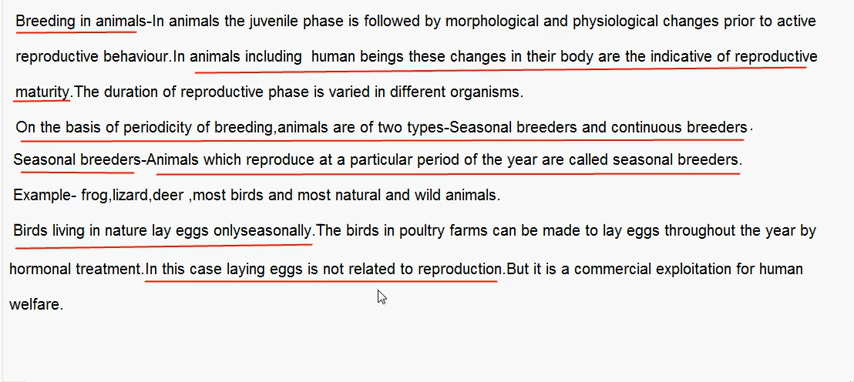 Breeding in animals-In animals the juvenile phase is followed by morphological and physiological changes prior to active
reproductive behaviour.In animals including human beings these changes in their body are the indicative of reproductive
maturity.The duration of reproductive phase is varied in different organisms.
On the basis of periodicity of breeding,animals are of two types-Seasonal breeders and continuous breeders.
Seasonal breeders-Animals which reproduce at a particular period of the year are called seasonal breeders.
Example- frog,lizard,deer ,most birds and most natural and wild animals.
Birds living in nature lay eggs onlyseasonally.The birds in poultry farms can be made to lay eggs throughout the year by
hormonal treatment.In this case laying eggs is not related to reproduction.But it is a commercial exploitation for human
welfare.